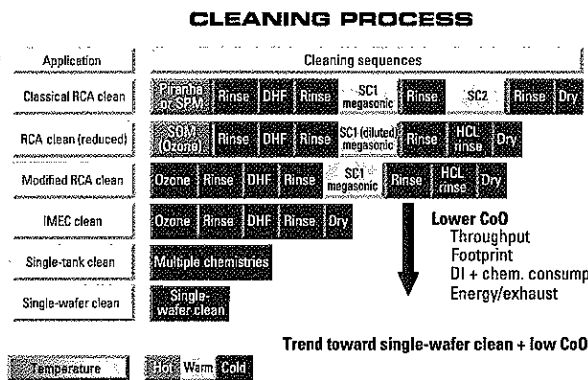 CLEANING PROCESS
Application Cleaning sequences
Classical RCA clean Piranha or SPM Rinse DHF Rinse SC1 megasonic Rinse SC2 Rinse Dry
RCA clean (reduced) SOM (Ozone) Rinse DHF Rinse SC1 (diluted) megasonic Rinse HCL rinse Dry
Modified RCA clean Ozone Rinse DHF Rinse SC1 megasonic Rinse HCL rinse Dry
IMEC clean Ozone Rinse DHF Rinse Dry
Lower CoO
Throughput
Footprint
DI + chem. consump
Energy/exhaust
Single-tank clean Multiple chemistries
Single-wafer clean Single-wafer clean
Trend toward single-wafer clean + low CoO
Temperature Hot Warm Cold